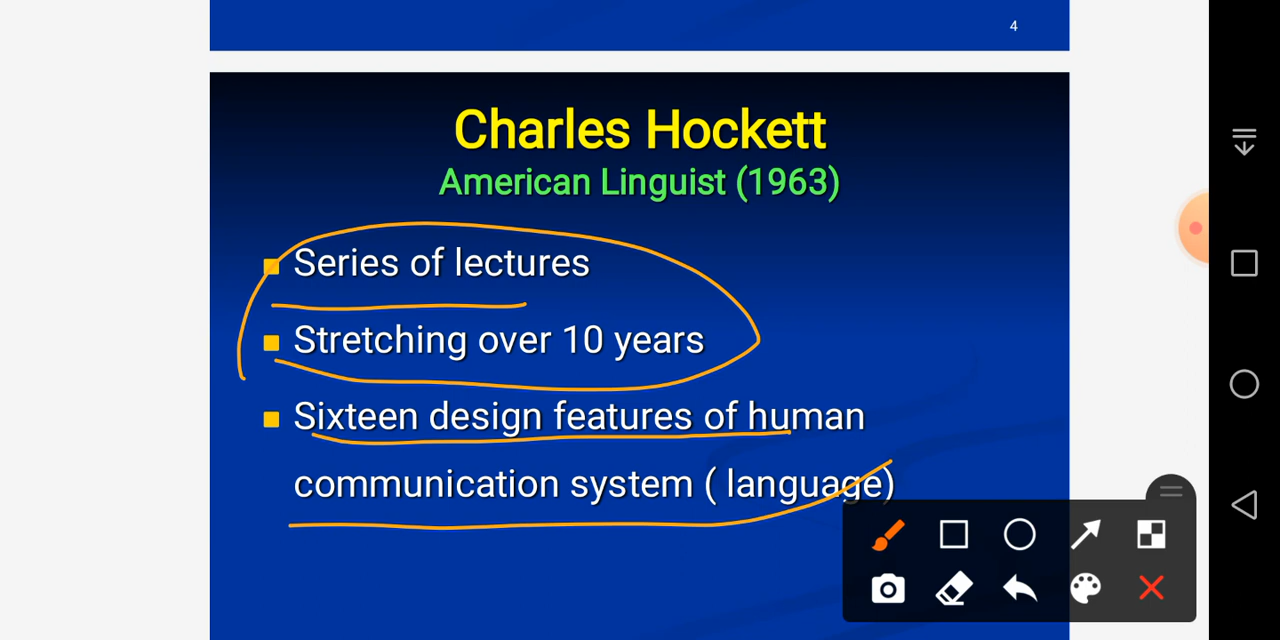 4
Charles Hockett
American Linguist (1963)
Series of lectures
Stretching over 10 years
Sixteen design features of human
communication system ( language)